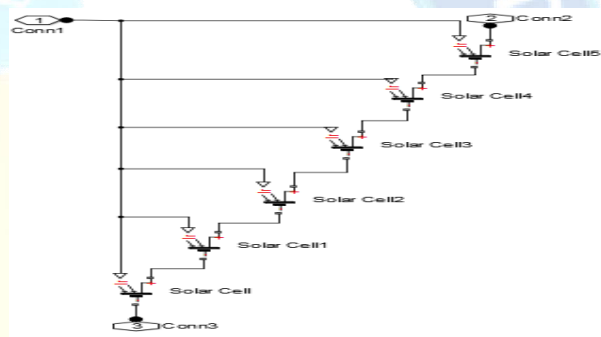 1
Conn1
2
Conn2
Solar Cell5
Solar Cell4
Solar Cell3
Solar Cell2
Solar Cell1
Solar Cell
3
Conn3